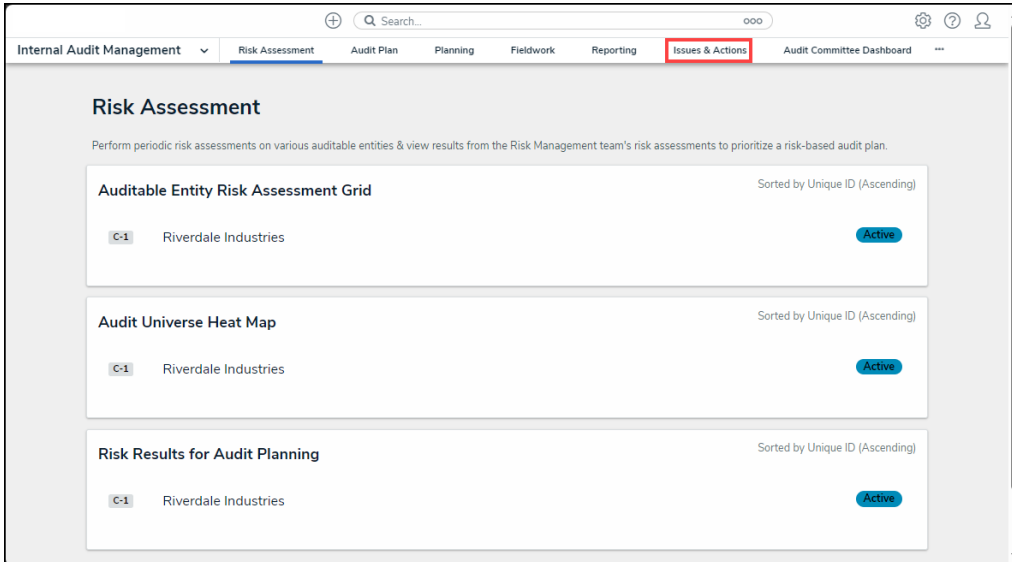 Search...
Internal Audit Management Risk Assessment Audit Plan Planning Fieldwork Reporting Issues & Actions Audit Committee Dashboard
Risk Assessment
Perform periodic risk assessments on various auditable entities & view results from the Risk Management team's risk assessments to prioritize a risk-based audit plan.
Auditable Entity Risk Assessment Grid Sorted by Unique ID (Ascending)
C-1 Riverdale Industries Active
Audit Universe Heat Map Sorted by Unique ID (Ascending)
C-1 Riverdale Industries Active
Risk Results for Audit Planning Sorted by Unique ID (Ascending)
C-1 Riverdale Industries Active